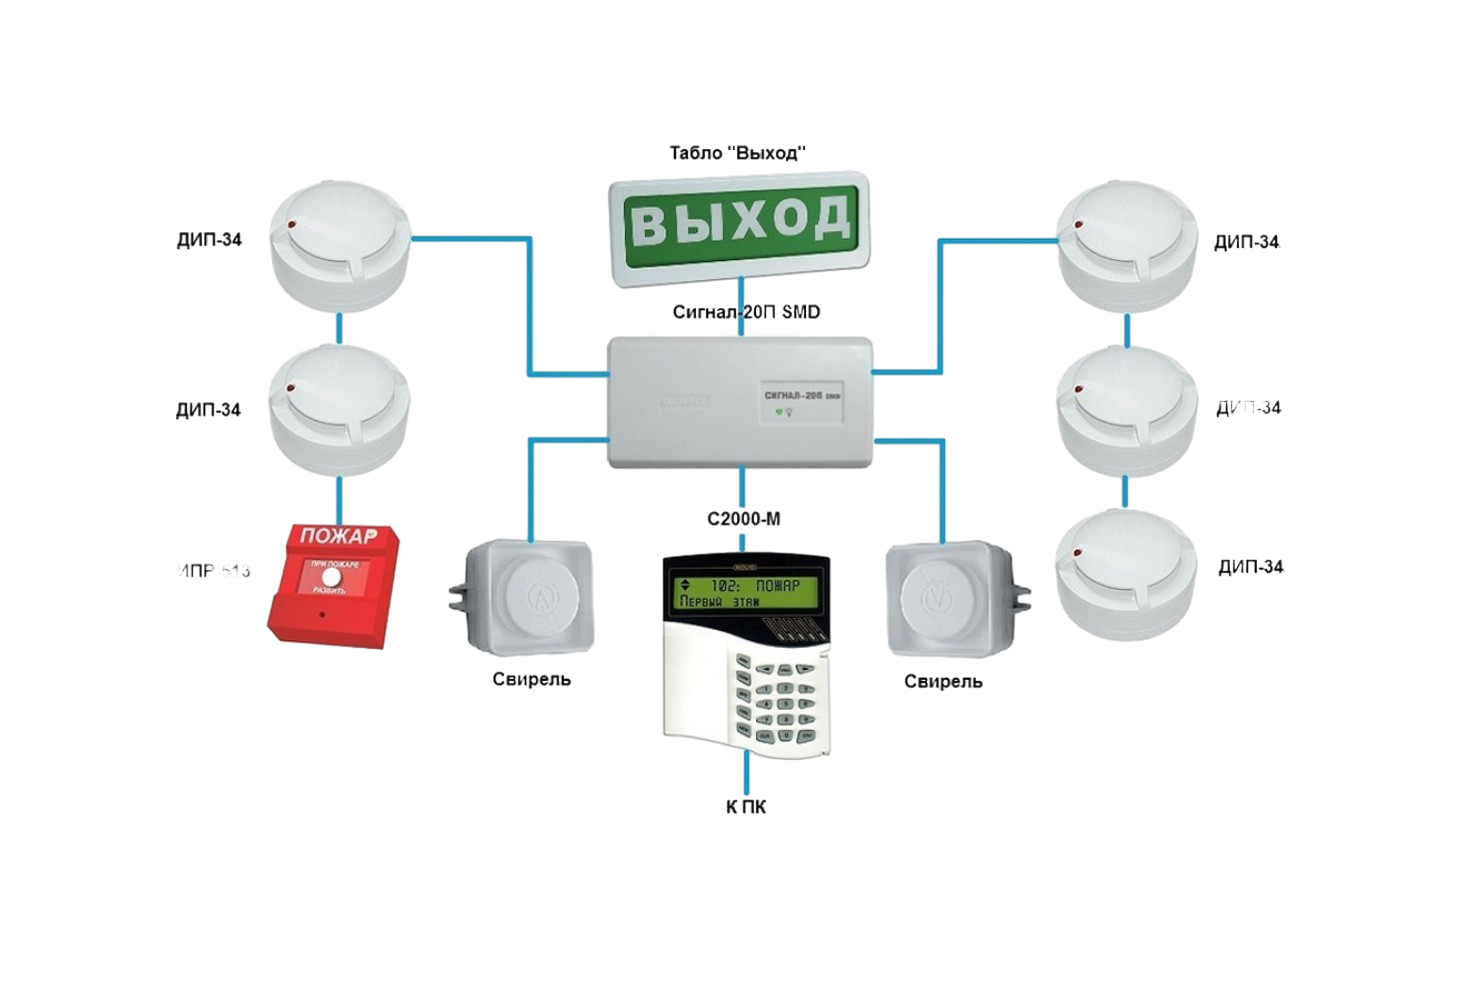 Табло "Выход"
ВЫХОД
ДИП-34
ДИП-34
Сигнал-20П SMD
СИГНАЛ-20П SMD
ДИП-34
ДИП-34
С2000-М
ИПР-513
ПОЖАР
ПРИ ПОЖАРЕ
РАЗБИТЬ
102: ПОЖАР
Первый этаж
ДИП-34
Свирель
Свирель
К ПК